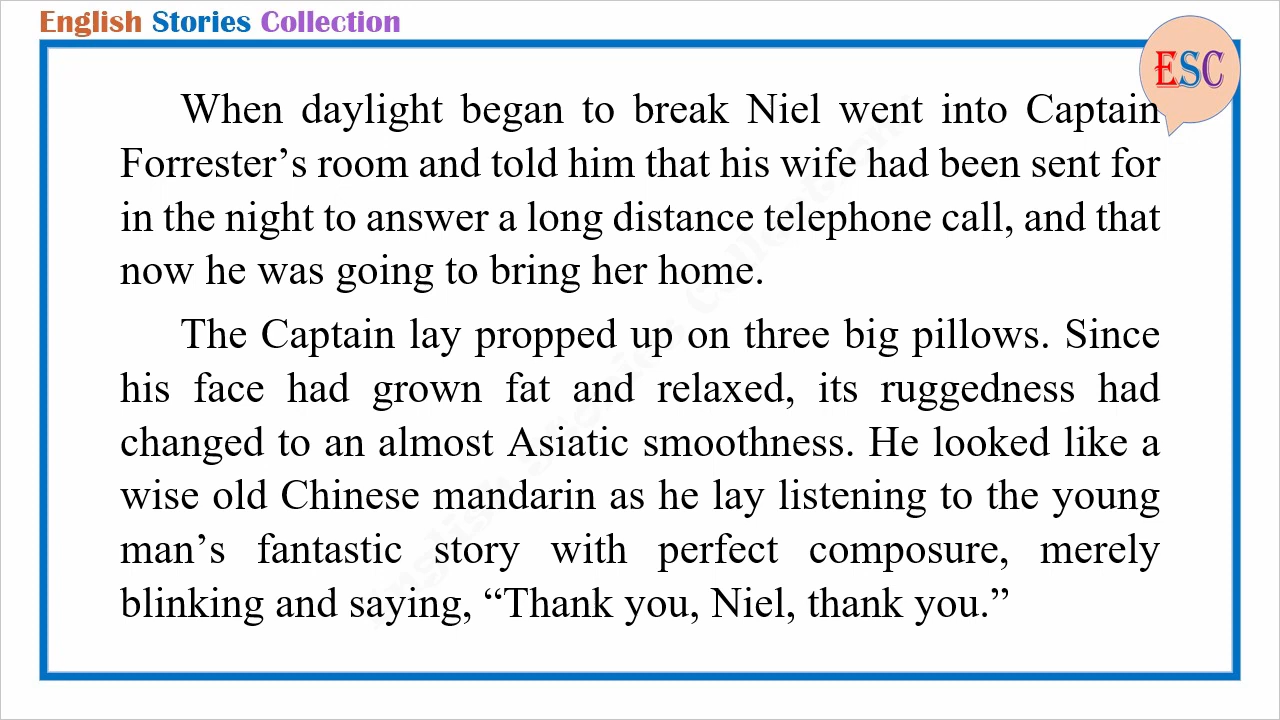 English Stories Collection
ESC
When daylight began to break Niel went into Captain
Forrester’s room and told him that his wife had been sent for
in the night to answer a long distance telephone call, and that
now he was going to bring her home.
The Captain lay propped up on three big pillows. Since
his face had grown fat and relaxed, its ruggedness had
changed to an almost Asiatic smoothness. He looked like a
wise old Chinese mandarin as he lay listening to the young
man’s fantastic story with perfect composure, merely
blinking and saying, “Thank you, Niel, thank you.”